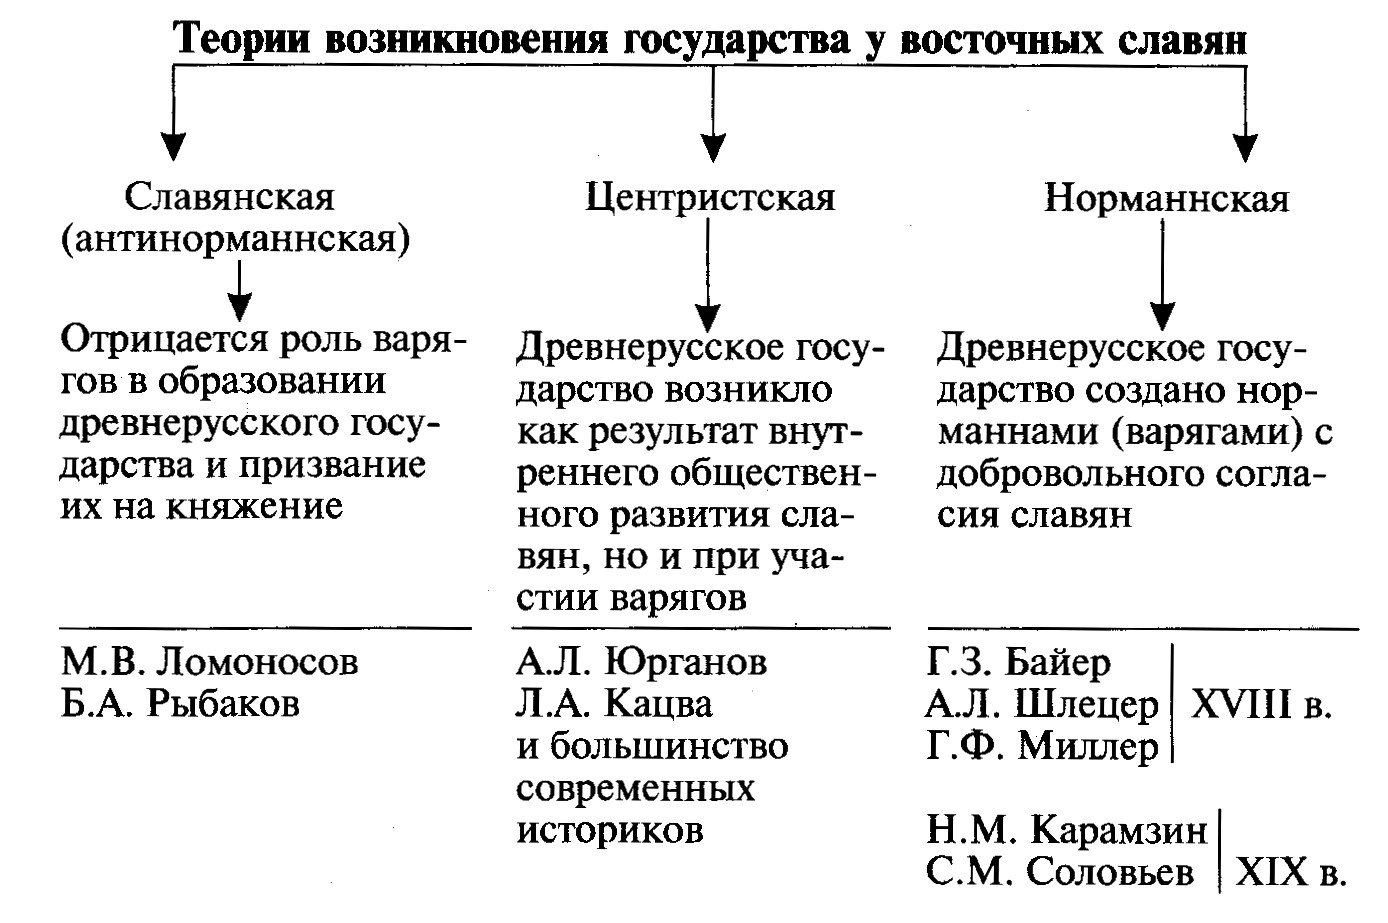 Теории возникновения государства у восточных славян
Славянская
(антинорманнская)
Отрицается роль варя-
гов в образовании
древнерусского госу-
дарства и призвание
их на княжение
М.В. Ломоносов
Б.А. Рыбаков
Центристская
Древнерусское госу-
дарство возникло
как результат внут-
реннего обществен-
ного развития сла-
вян, но и при уча-
стии варягов
А.Л. Юрганов
Л.А. Кацва
и большинство
современных
историков
Норманнская
Древнерусское госу-
дарство создано нор-
маннами (варягами) с
добровольного согла-
сия славян
Г.З. Байер
А.Л. Шлецер
Г.Ф. Миллер
XVIII в.
Н.М. Карамзин
С.М. Соловьев
XIX в.